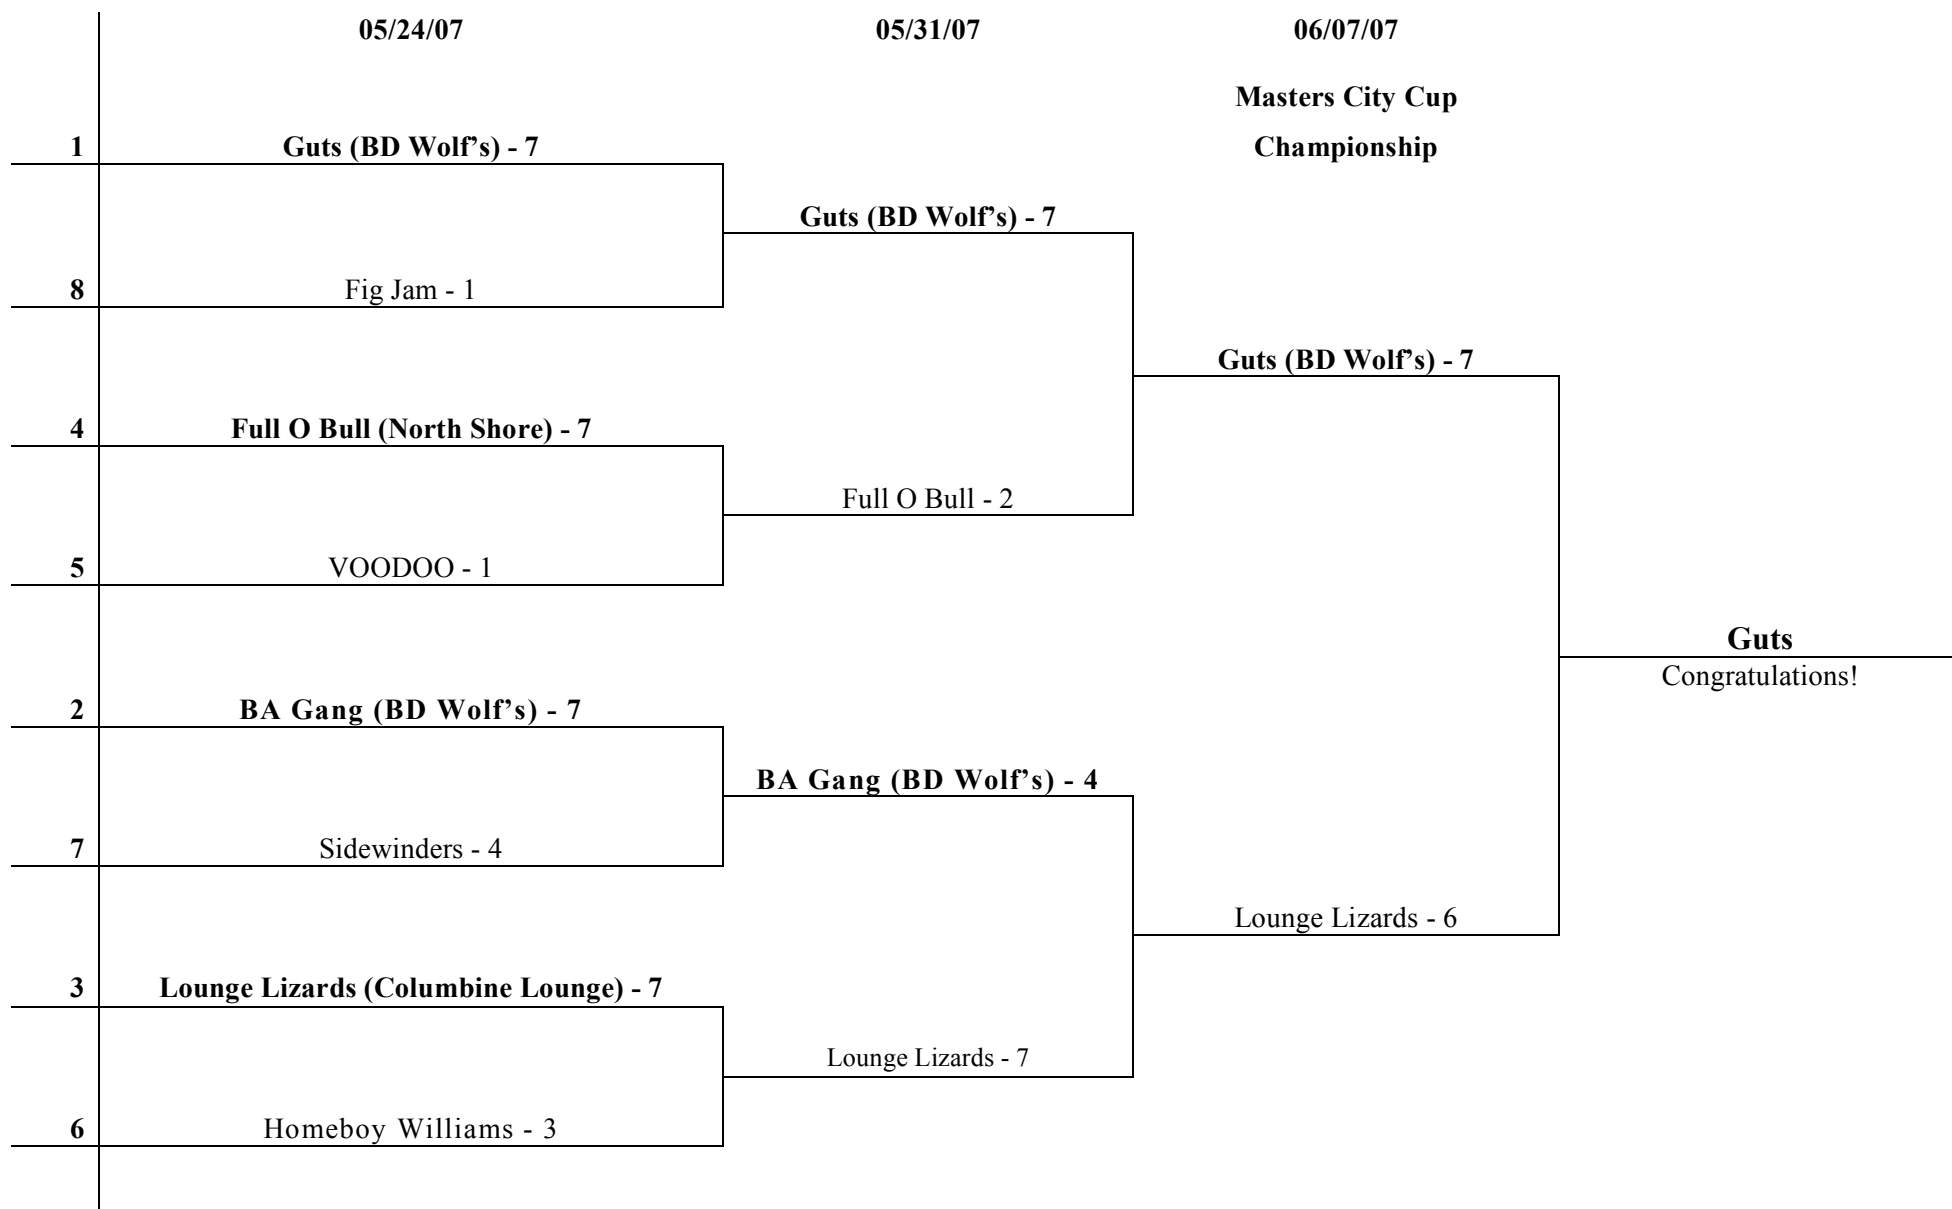 05/24/07 05/31/07 06/07/07
Masters City Cup
1 Guts (BD Wolf’s) - 7 Championship
Guts (BD Wolf’s) - 7
8 Fig Jam - 1
Guts (BD Wolf’s) - 7
4 Full O Bull (North Shore) - 7
Full O Bull - 2
5 VOODOO - 1
Guts
Congratulations!
2 BA Gang (BD Wolf’s) - 7
BA Gang (BD Wolf’s) - 4
7 Sidewinders - 4
Lounge Lizards - 6
3 Lounge Lizards (Columbine Lounge) - 7
Lounge Lizards - 7
6 Homeboy Williams - 3